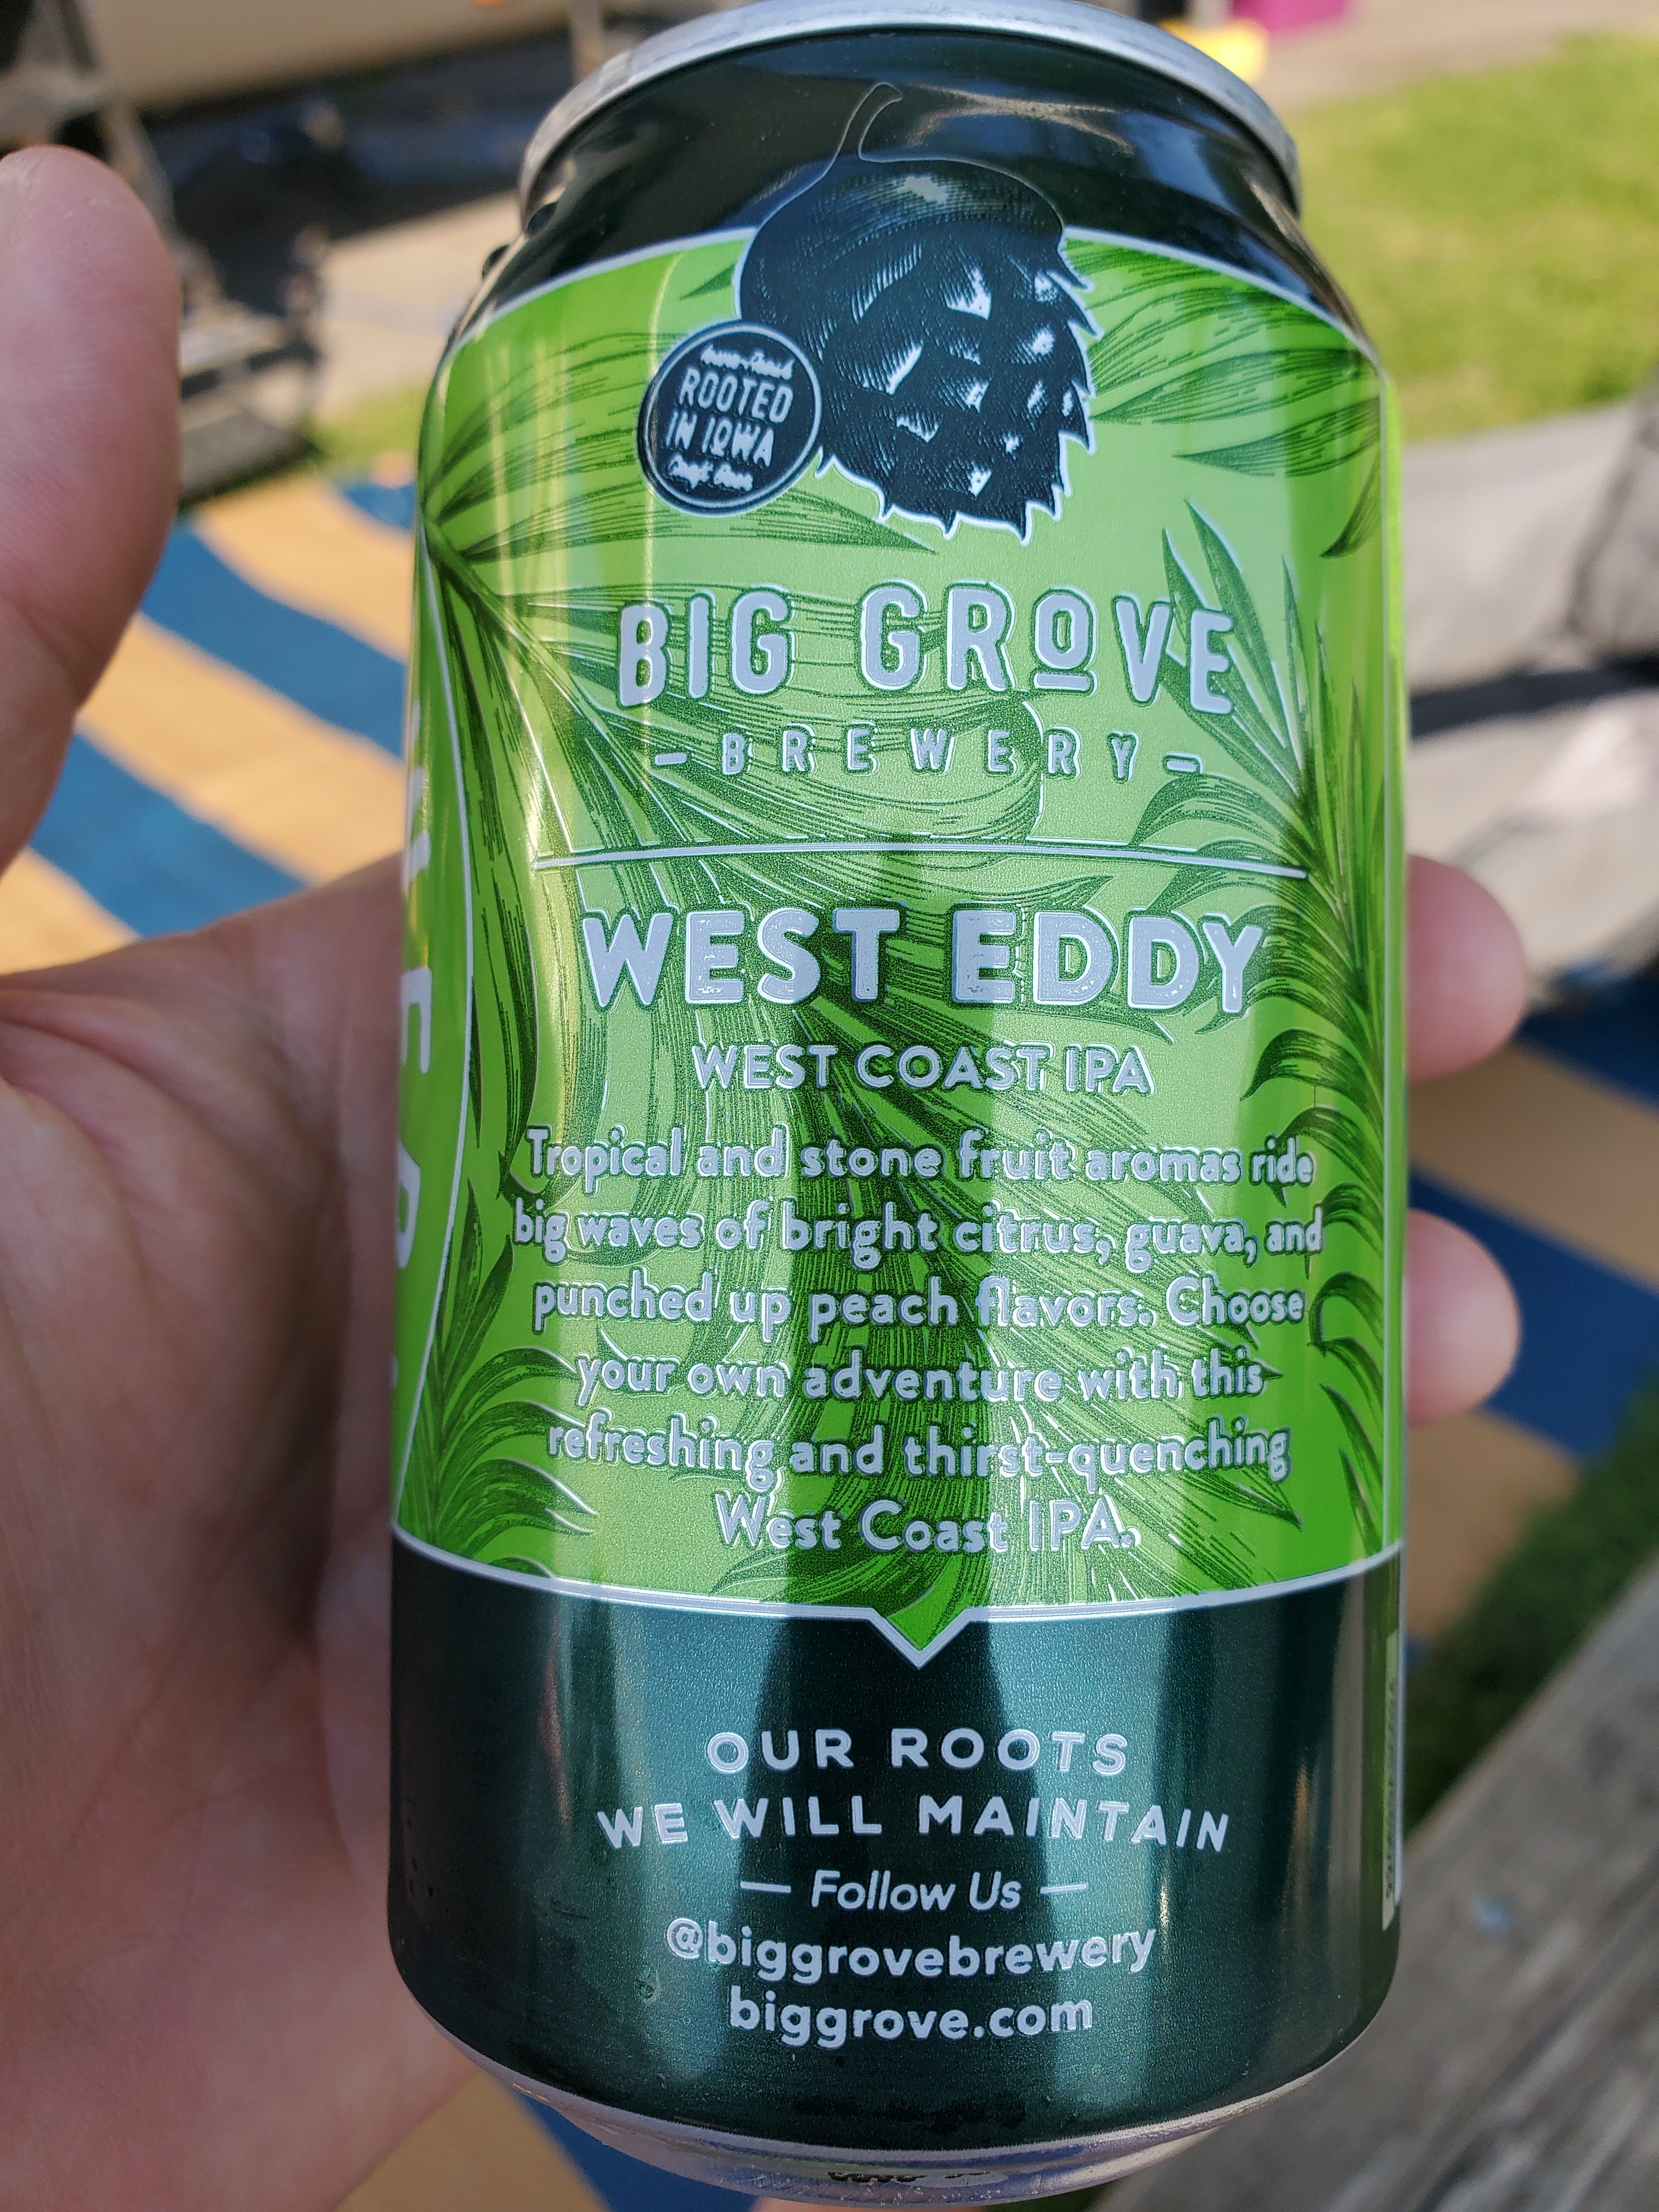 ROOTED
IN IOWA
Craft Beer
BIG GROVE
- BREWERY -
WEST EDDY
WEST COAST IPA
Tropical and stone fruit aromas ride
big waves of bright citrus, guava, and
punched up peach flavors. Choose
your own adventure with this
refreshing and thirst-quenching
West Coast IPA.
OUR ROOTS
WE WILL MAINTAIN
— Follow Us —
@biggrovebrewery
biggrove.com